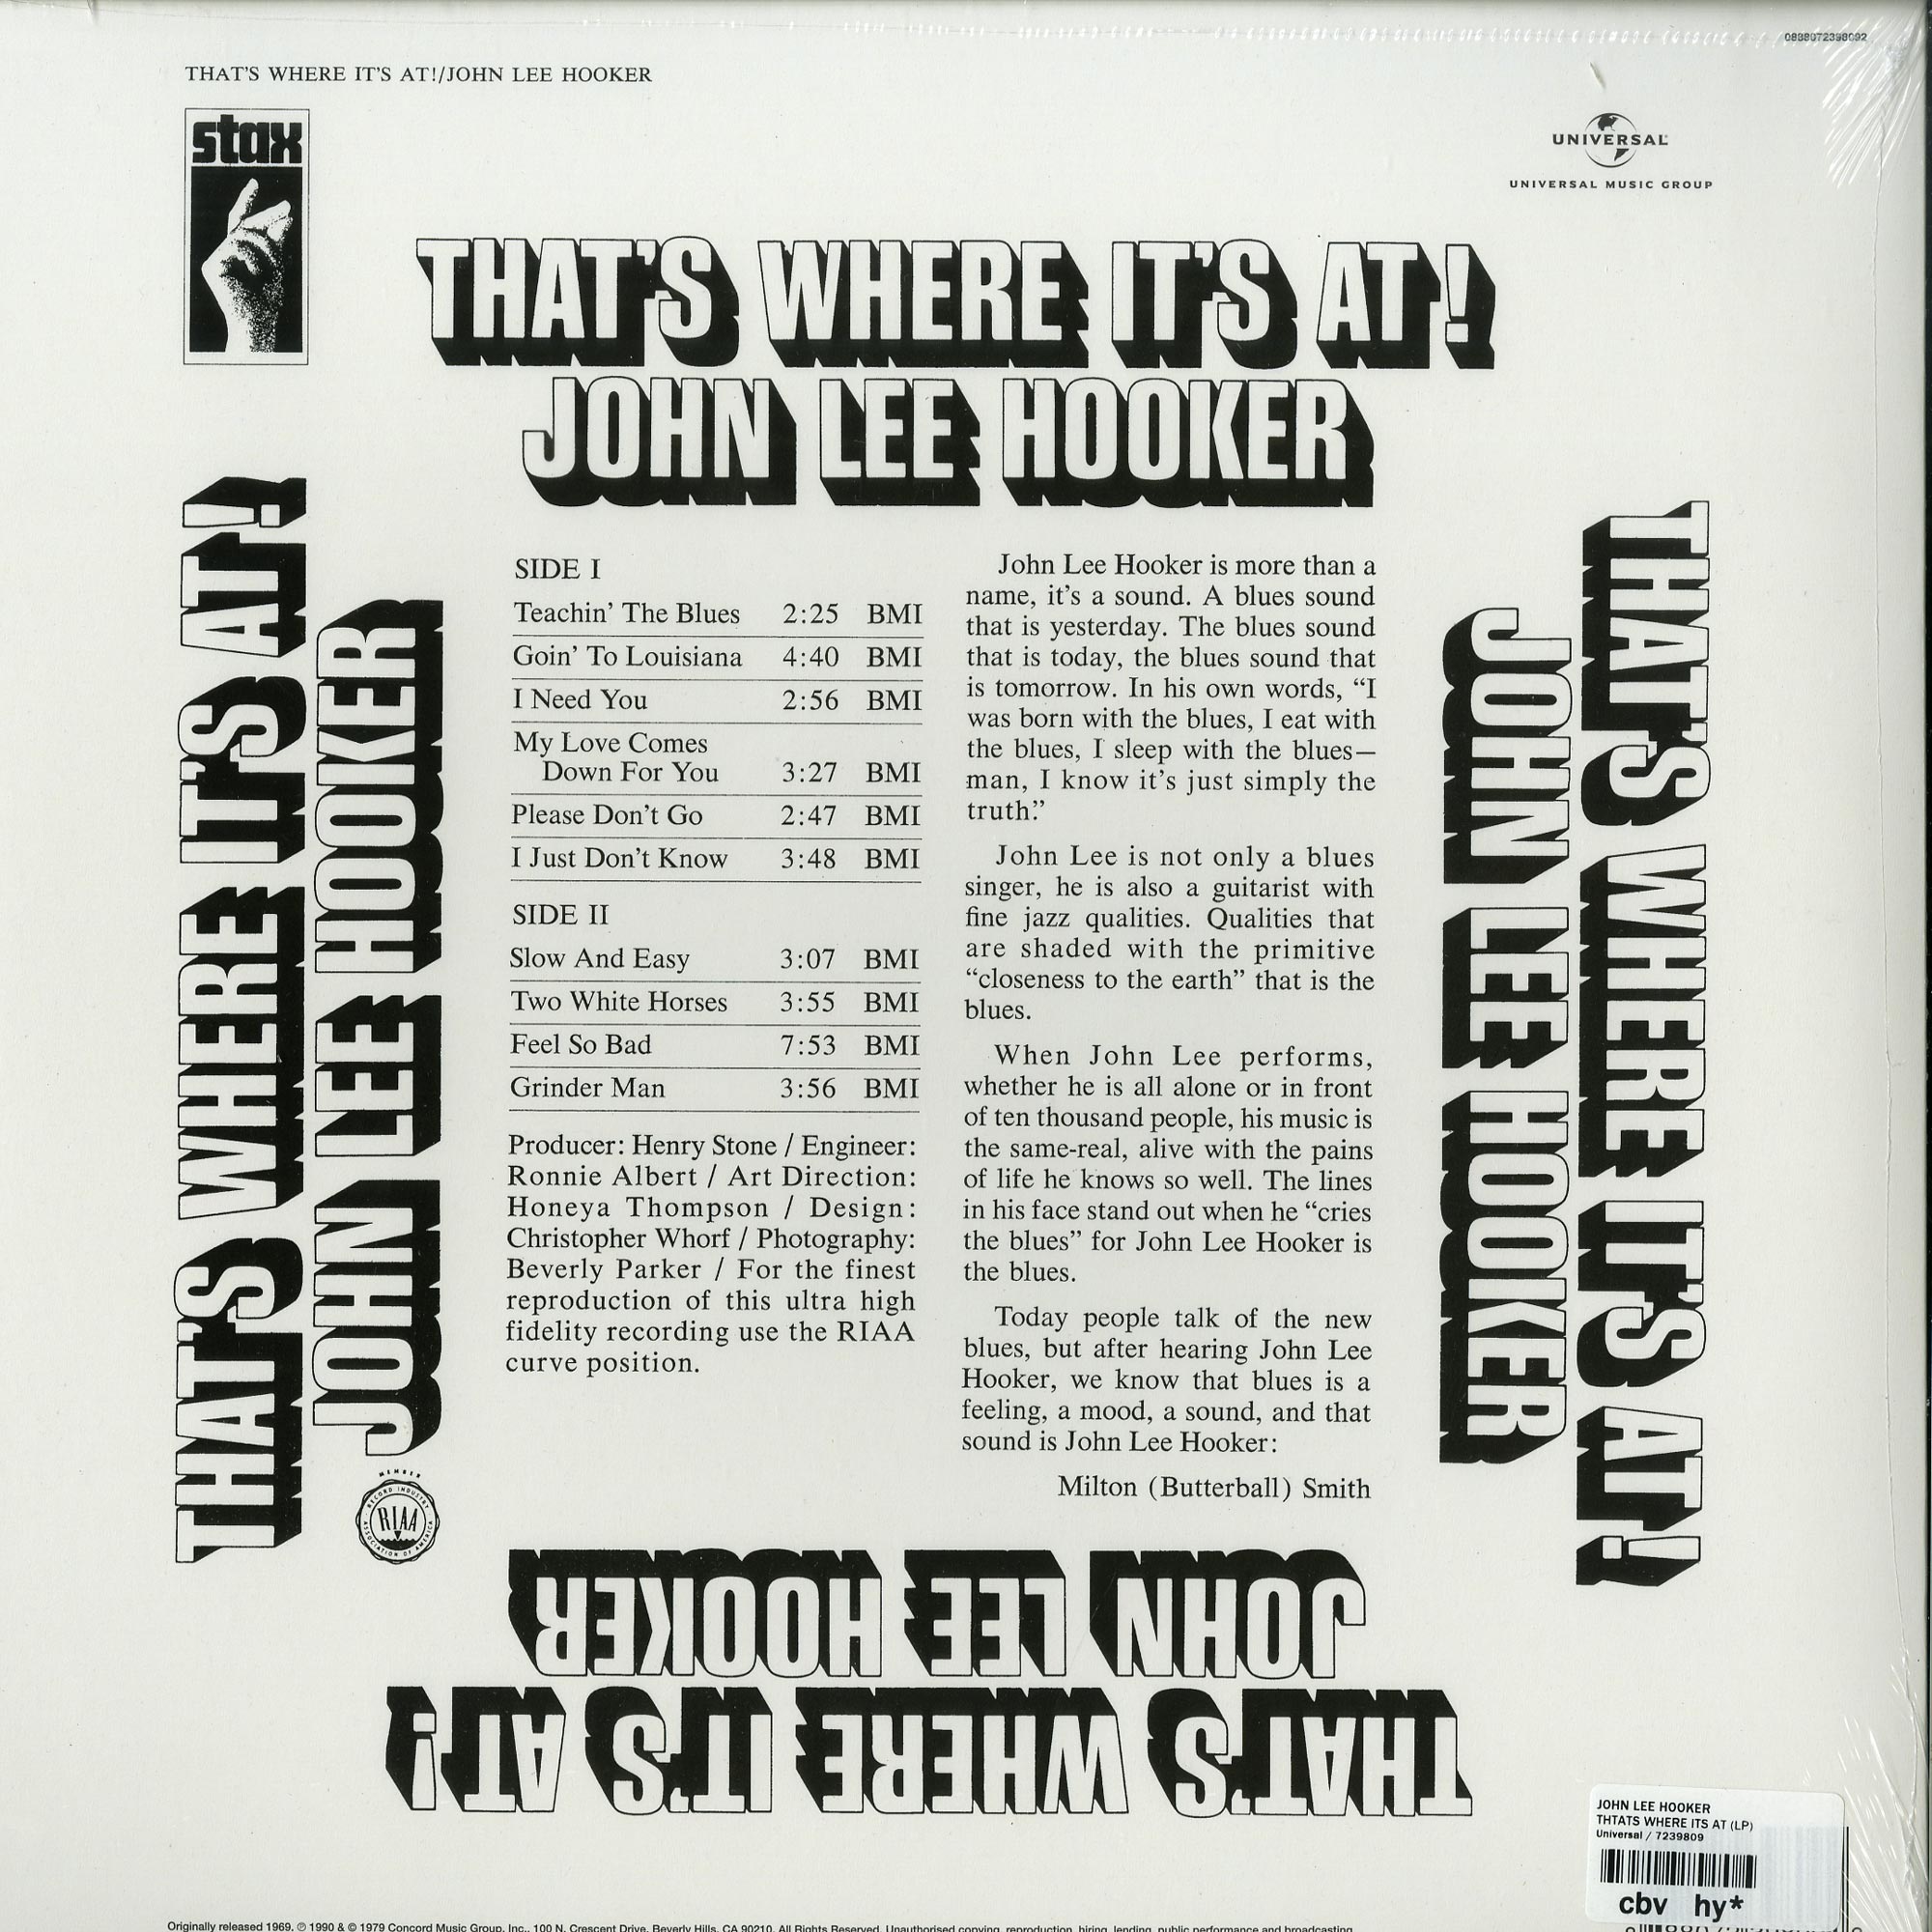 0888072398092
THAT'S WHERE IT'S AT!/JOHN LEE HOOKER
stax
UNIVERSAL
UNIVERSAL MUSIC GROUP
THAT'S WHERE IT'S AT!
JOHN LEE HOOKER
THAT'S WHERE IT'S AT!
JOHN LEE HOOKER
SIDE I
Teachin' The Blues 2:25 BMI
Goin' To Louisiana 4:40 BMI
I Need You 2:56 BMI
My Love Comes
Down For You 3:27 BMI
Please Don't Go 2:47 BMI
I Just Don't Know 3:48 BMI
SIDE II
Slow And Easy 3:07 BMI
Two White Horses 3:55 BMI
Feel So Bad 7:53 BMI
Grinder Man 3:56 BMI
Producer: Henry Stone / Engineer:
Ronnie Albert / Art Direction:
Honeya Thompson / Design:
Christopher Whorf / Photography:
Beverly Parker / For the finest
reproduction of this ultra high
fidelity recording use the RIAA
curve position.
John Lee Hooker is more than a
name, it's a sound. A blues sound
that is yesterday. The blues sound
that is today, the blues sound that
is tomorrow. In his own words, “I
was born with the blues, I eat with
the blues, I sleep with the blues—
man, I know it's just simply the
truth.”
John Lee is not only a blues
singer, he is also a guitarist with
fine jazz qualities. Qualities that
are shaded with the primitive
“closeness to the earth” that is the
blues.
When John Lee performs,
whether he is all alone or in front
of ten thousand people, his music is
the same-real, alive with the pains
of life he knows so well. The lines
in his face stand out when he “cries
the blues” for John Lee Hooker is
the blues.
Today people talk of the new
blues, but after hearing John Lee
Hooker, we know that blues is a
feeling, a mood, a sound, and that
sound is John Lee Hooker:
Milton (Butterball) Smith
THAT'S WHERE IT'S AT!
JOHN LEE HOOKER
MEMBER
RECORD INDUSTRY
RIAA
ASSOCIATION OF AMERICA
THAT'S WHERE IT'S AT!
JOHN LEE HOOKER
JOHN LEE HOOKER
THTATS WHERE ITS AT (LP)
Universal / 7239809
cbv hy*
Originally released 1969. ℗ 1990 & © 1979 Concord Music Group, Inc., 100 N. Crescent Drive, Beverly Hills, CA 90210. All Rights Reserved. Unauthorised copying, reproduction, hiring, lending, public performance and broadcasting